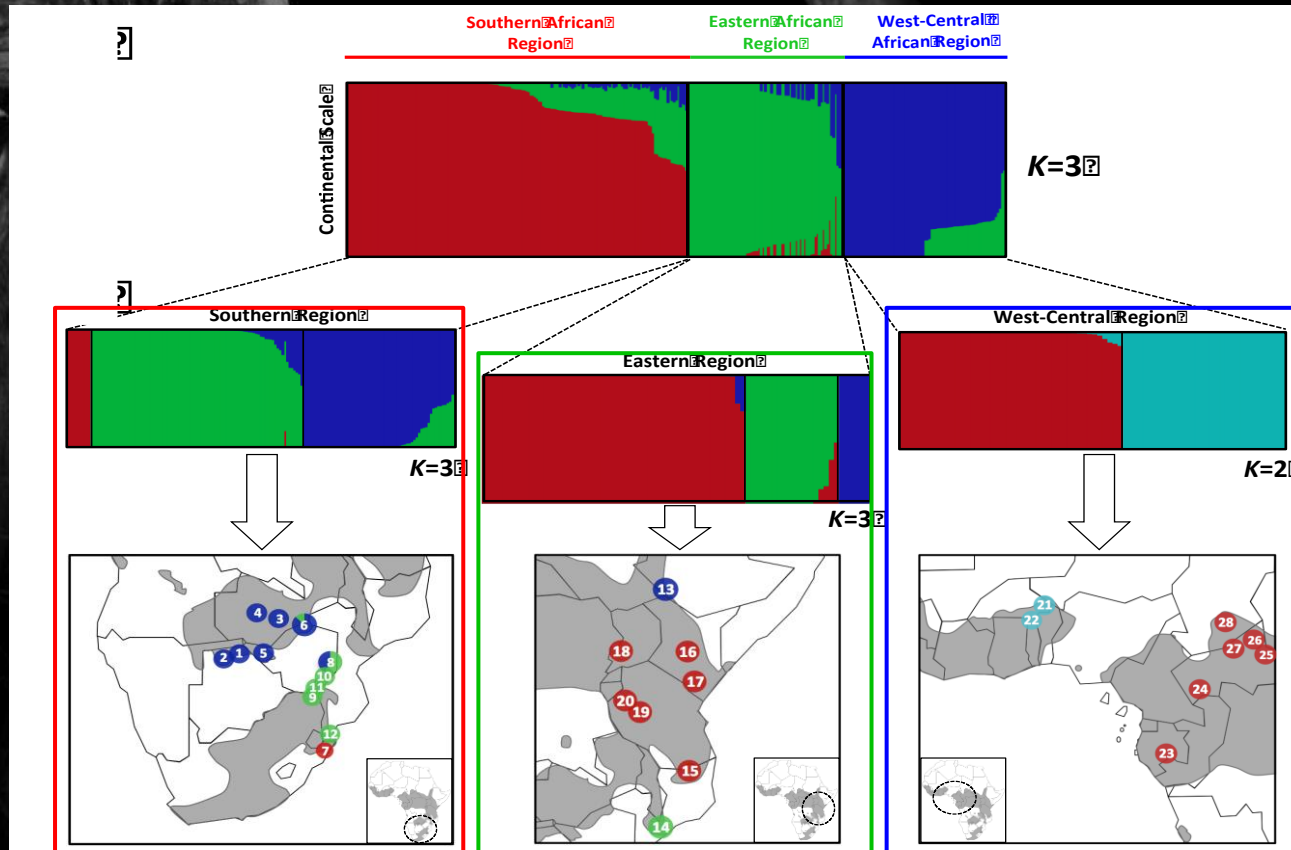 Southern African
Region
Eastern African
Region
West-Central
African Region
Continental Scale
K=3
Southern Region
K=3
Eastern Region
K=3
West-Central Region
K=2
4
3
6
2
1
5
8
10
11
9
12
7
13
18
16
17
20
19
15
14
21
22
28
26
27
25
24
23